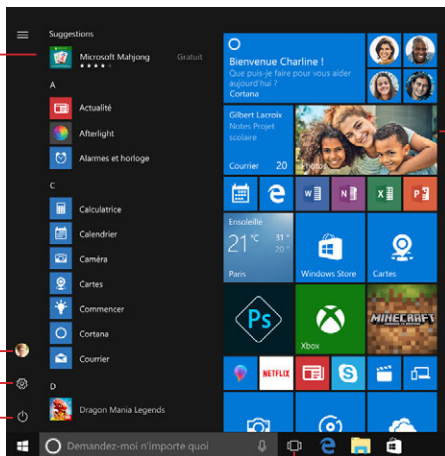 Suggestions
Microsoft Mahjong
Gratuit
A
Actualité
Afterlight
Alarmes et horloge
C
Calculatrice
Calendrier
Caméra
Cartes
Commencer
Cortana
Courrier
D
Dragon Mania Legends
Demandez-moi n'importe quoi
Bienvenue Charline !
Que puis-je faire pour vous aider
aujourd'hui ?
Cortana
Gilbert Lacroix
Notes Projet
scolaire
Courrier 20
Photos
Ensoleillé
21 °C 31 °
20 °
Paris
Windows Store
Cartes
Ps
Xbox
MINECRAFT
NETFLIX